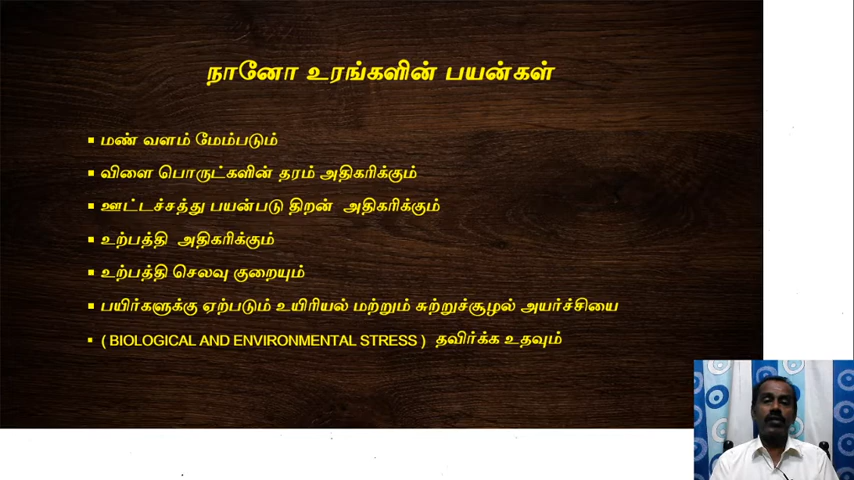 நானோ உரங்களின் பயன்கள்
▪ மண் வளம் மேம்படும்
▪ விளை பொருட்களின் தரம் அதிகரிக்கும்
▪ ஊட்டச்சத்து பயன்படு திறன் அதிகரிக்கும்
▪ உற்பத்தி அதிகரிக்கும்
▪ உற்பத்தி செலவு குறையும்
▪ பயிர்களுக்கு ஏற்படும் உயிரியல் மற்றும் சுற்றுச்சூழல் அயர்ச்சியை
▪ ( BIOLOGICAL AND ENVIRONMENTAL STRESS ) தவிர்க்க உதவும்